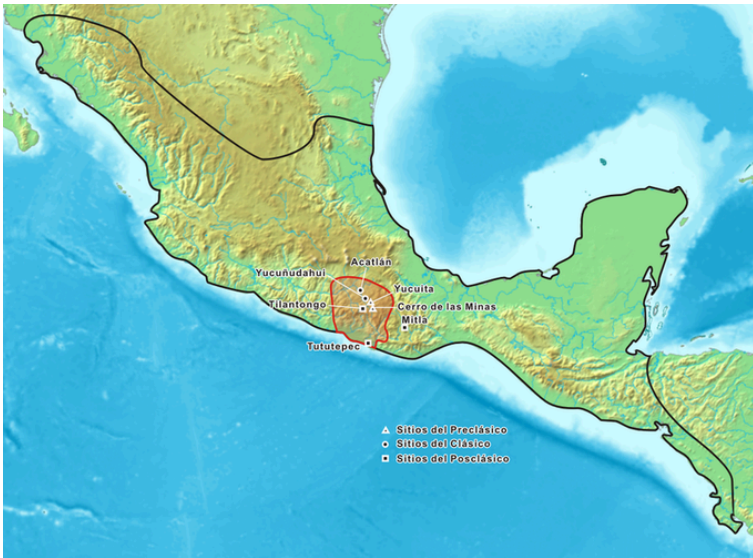 Acatlán
Yucuñudahui
Yucuita
Tilantongo
Cerro de las Minas
Mitla
Tututepec
Sitios del Preclásico
Sitios del Clásico
Sitios del Posclásico